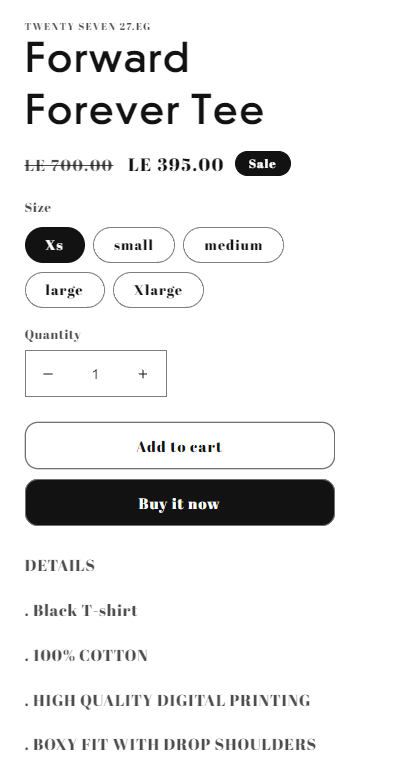 TWENTY SEVEN 27.EG
Forward
Forever Tee
LE 700.00 LE 395.00 Sale
Size
Xs small medium
large Xlarge
Quantity
− 1 +
Add to cart
Buy it now
DETAILS
. Black T-shirt
. 100% COTTON
. HIGH QUALITY DIGITAL PRINTING
. BOXY FIT WITH DROP SHOULDERS